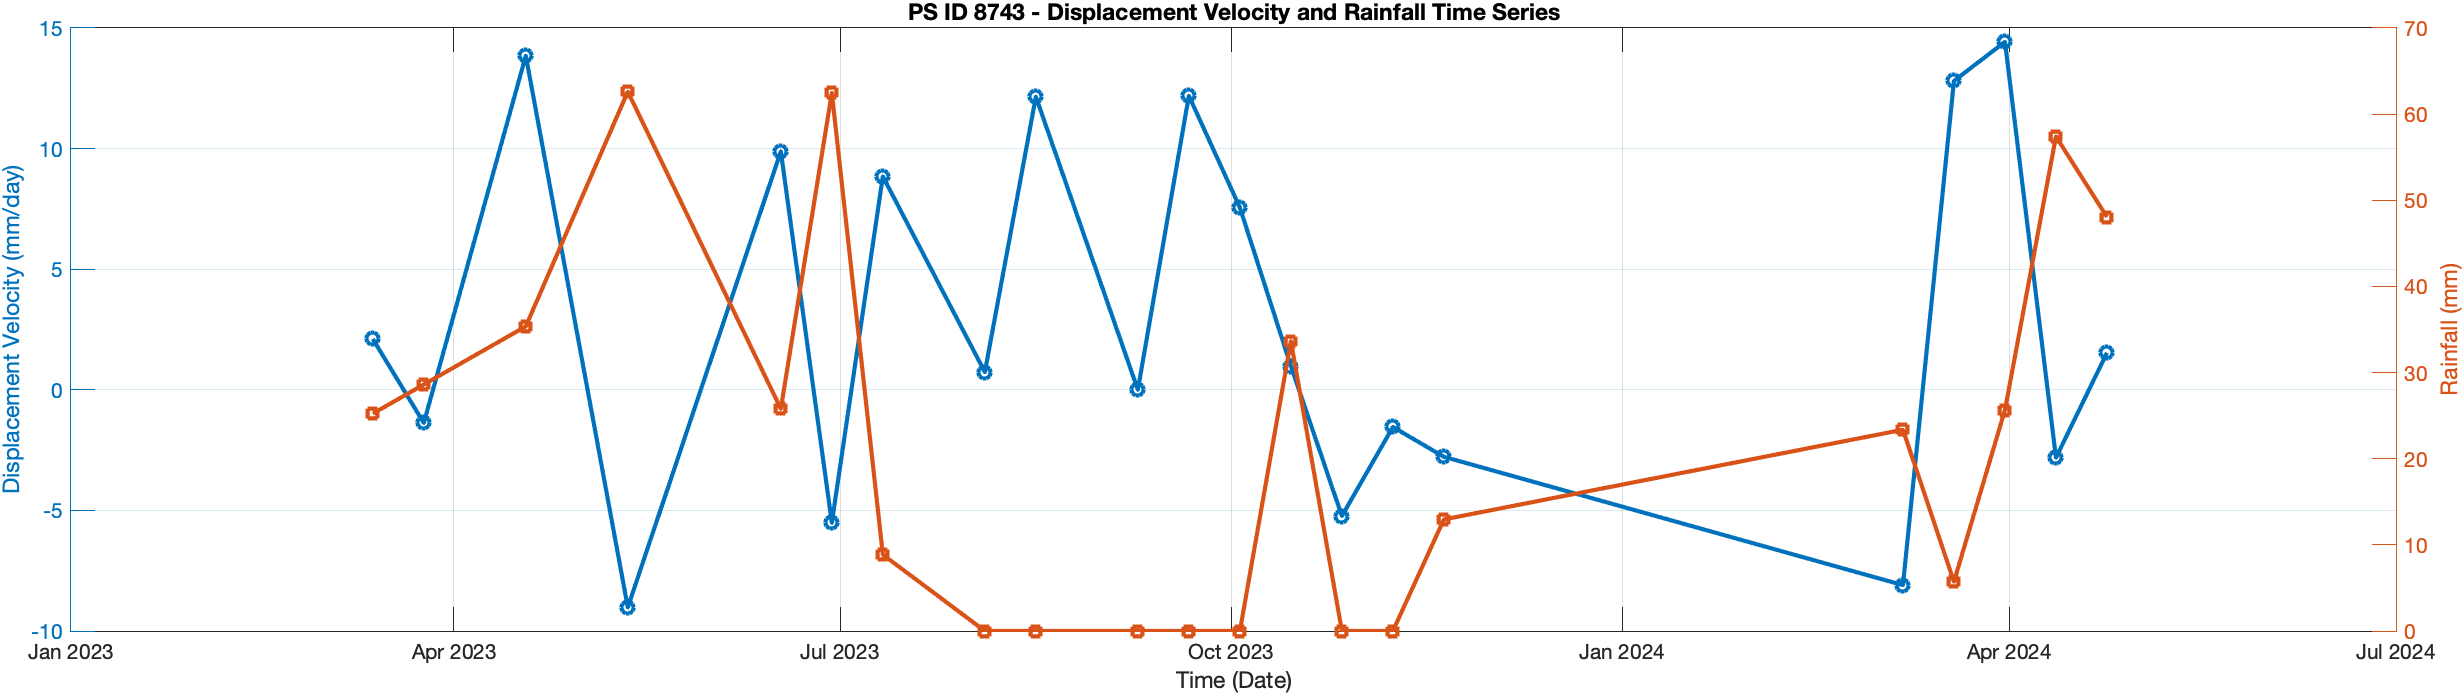 PS ID 8743 - Displacement Velocity and Rainfall Time Series
Displacement Velocity (mm/day)
15
10
5
0
-5
-10
70
60
50
40
30
20
10
0
Rainfall (mm)
Jan 2023 Apr 2023 Jul 2023 Oct 2023 Jan 2024 Apr 2024 Jul 2024
Time (Date)